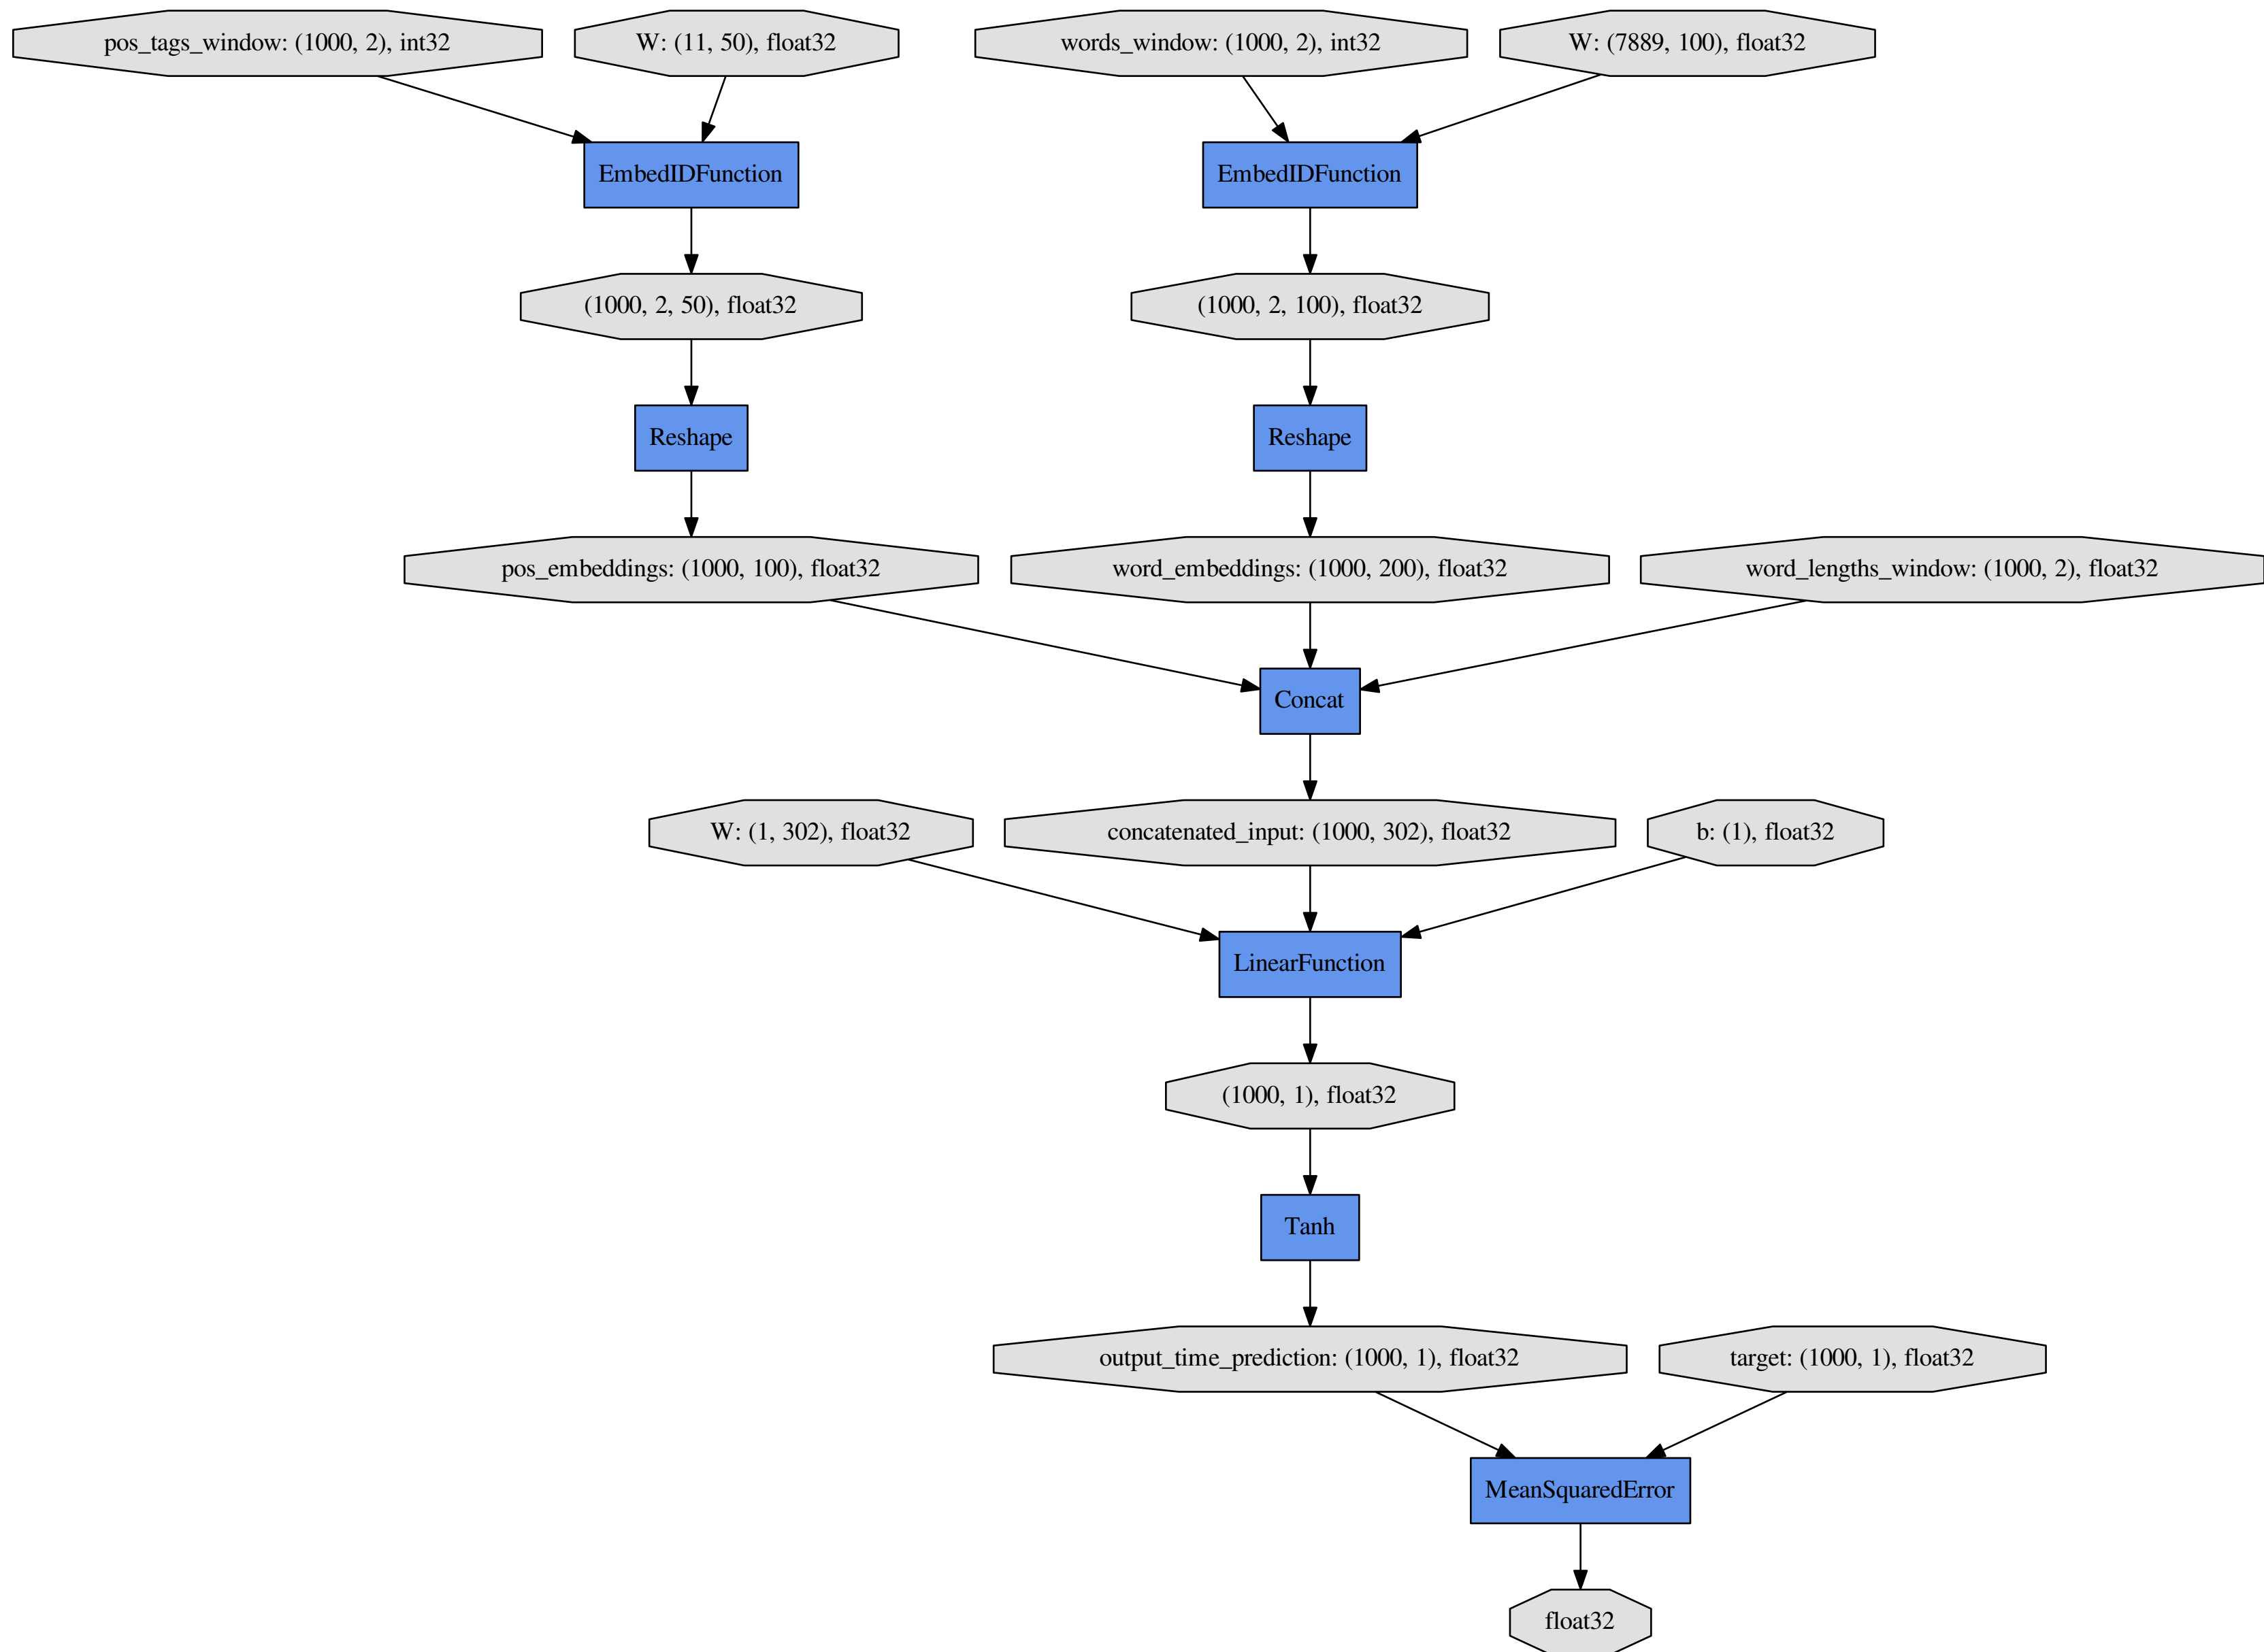 pos_tags_window: (1000, 2), int32
W: (11, 50), float32
words_window: (1000, 2), int32
W: (7889, 100), float32
EmbedIDFunction
EmbedIDFunction
(1000, 2, 50), float32
(1000, 2, 100), float32
Reshape
Reshape
pos_embeddings: (1000, 100), float32
word_embeddings: (1000, 200), float32
word_lengths_window: (1000, 2), float32
Concat
W: (1, 302), float32
concatenated_input: (1000, 302), float32
b: (1), float32
LinearFunction
(1000, 1), float32
Tanh
output_time_prediction: (1000, 1), float32
target: (1000, 1), float32
MeanSquaredError
float32